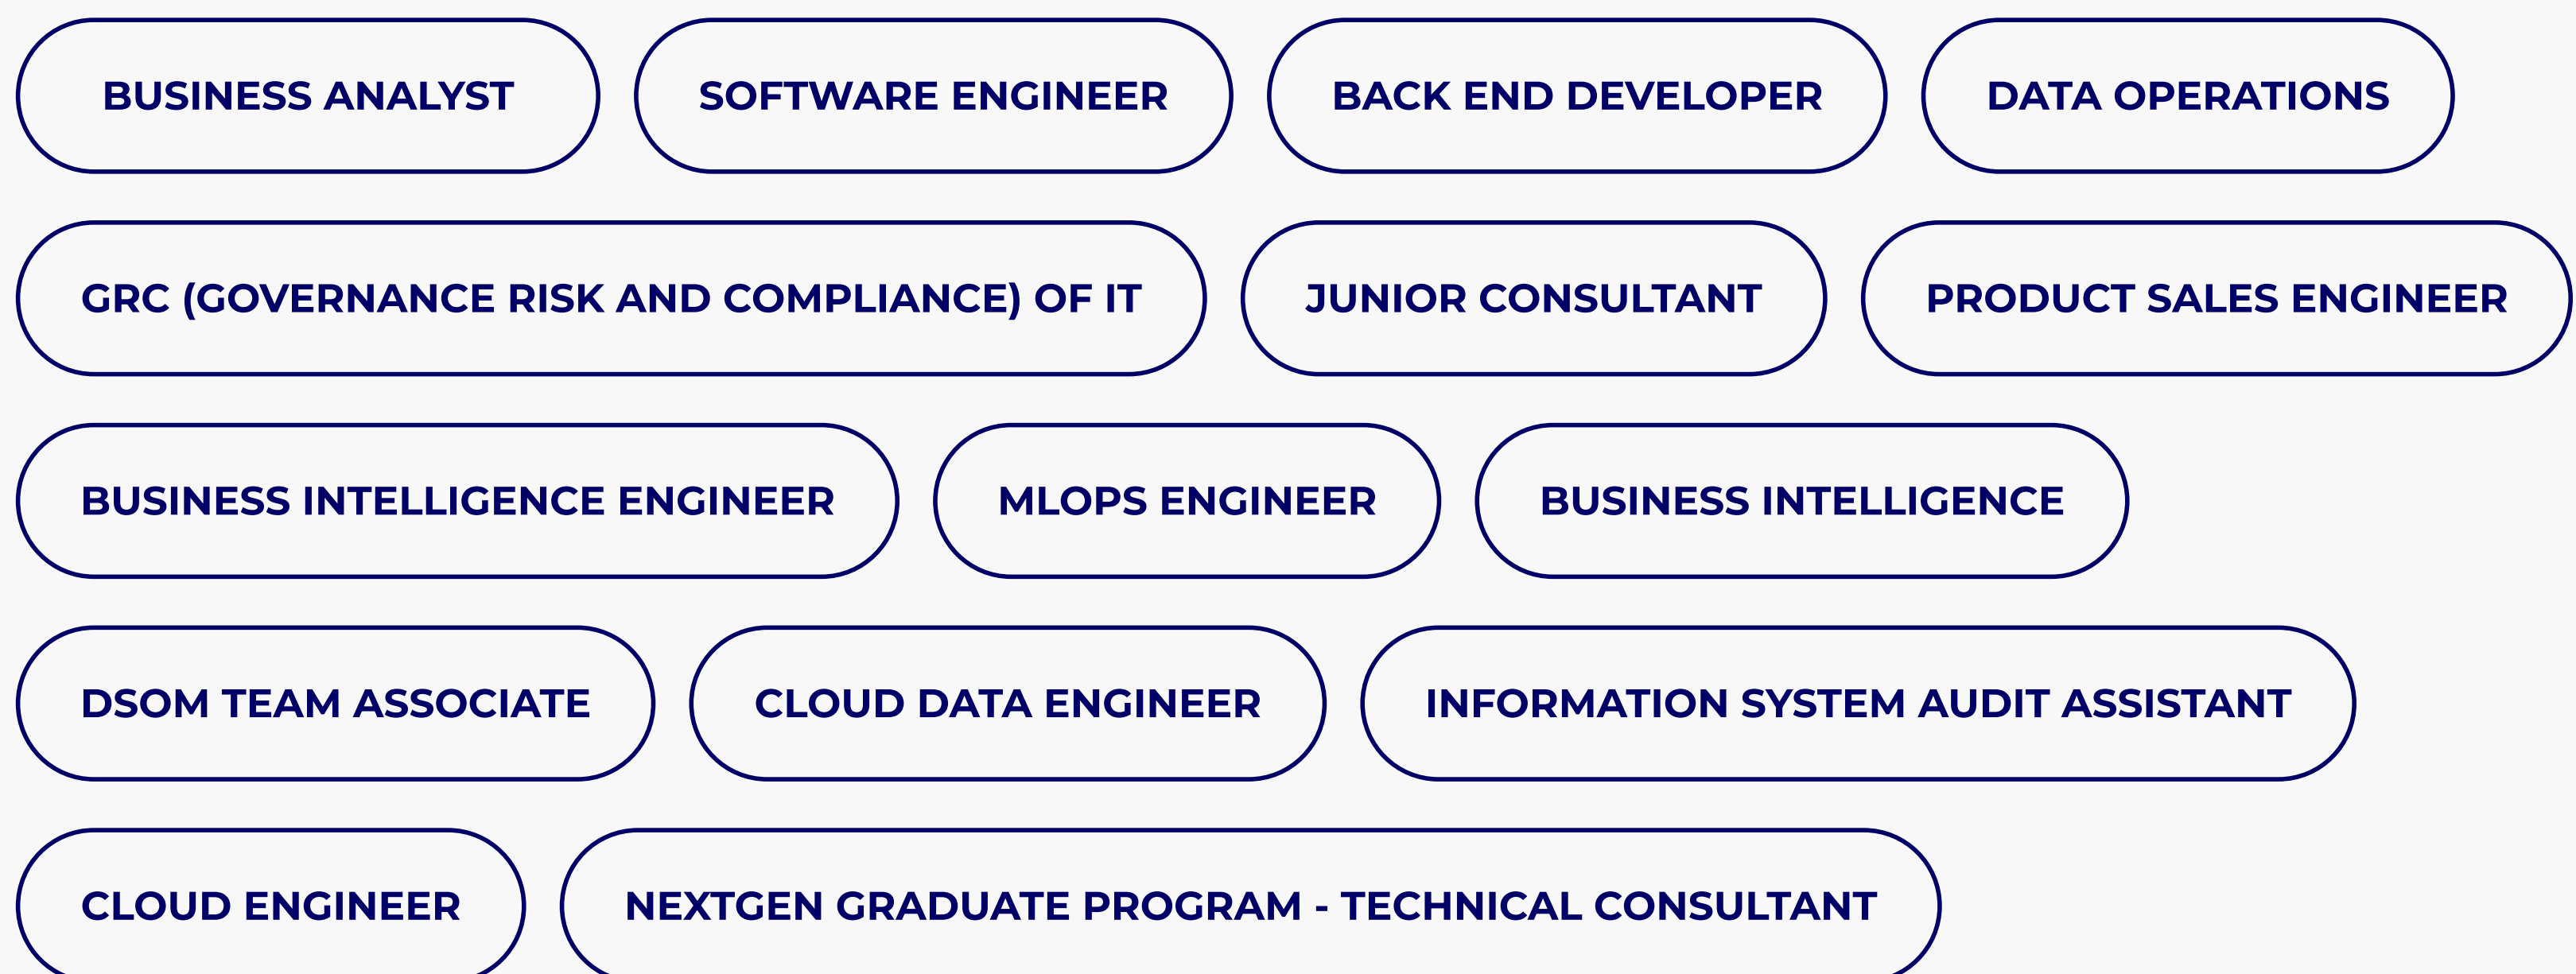 BUSINESS ANALYST
SOFTWARE ENGINEER
BACK END DEVELOPER
DATA OPERATIONS
GRC (GOVERNANCE RISK AND COMPLIANCE) OF IT
JUNIOR CONSULTANT
PRODUCT SALES ENGINEER
BUSINESS INTELLIGENCE ENGINEER
MLOPS ENGINEER
BUSINESS INTELLIGENCE
DSOM TEAM ASSOCIATE
CLOUD DATA ENGINEER
INFORMATION SYSTEM AUDIT ASSISTANT
CLOUD ENGINEER
NEXTGEN GRADUATE PROGRAM - TECHNICAL CONSULTANT